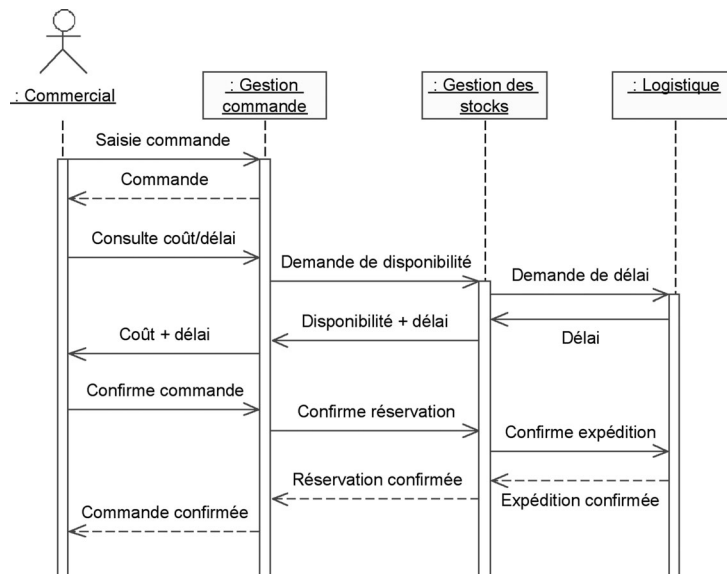 : Commercial
: Gestion
commande
: Gestion des
stocks
: Logistique
Saisie commande
Commande
Consulte coût/délai
Demande de disponibilité
Demande de délai
Coût + délai
Disponibilité + délai
Délai
Confirme commande
Confirme réservation
Confirme expédition
Réservation confirmée
Expédition confirmée
Commande confirmée